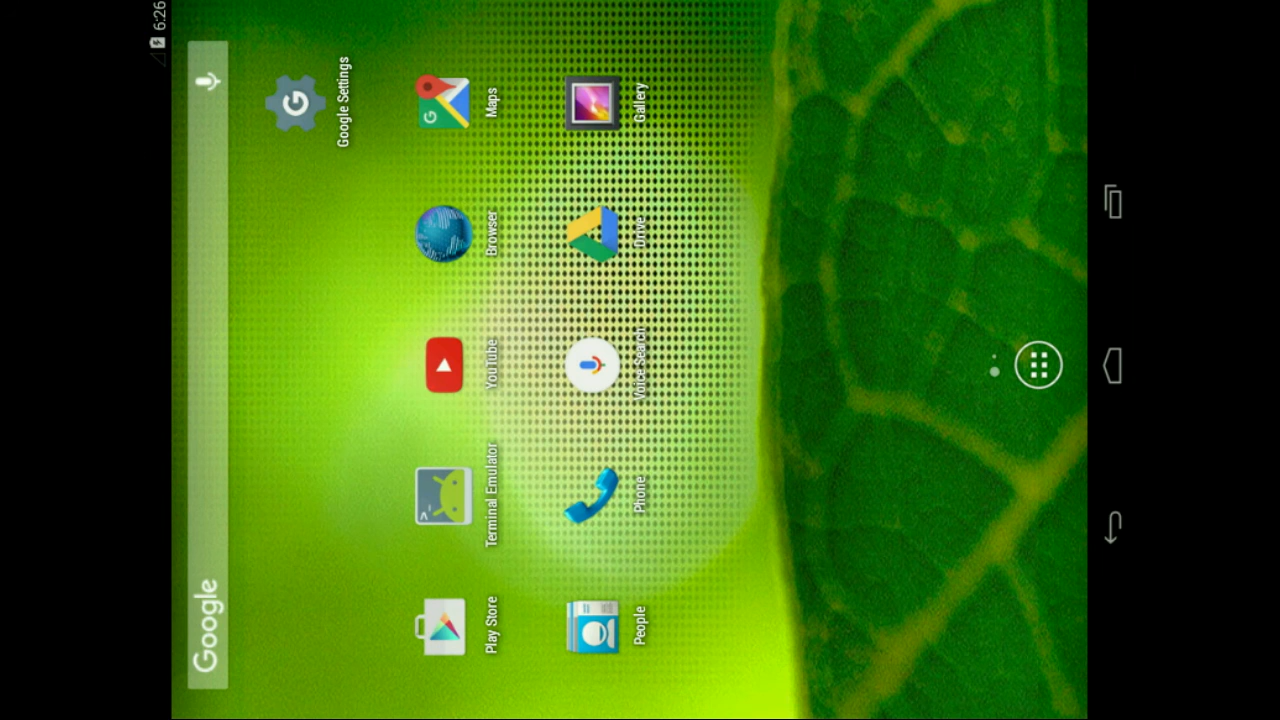 6:26
Google
Google Settings
Play Store
Terminal Emulator
YouTube
Browser
Maps
People
Phone
Voice Search
Drive
Gallery